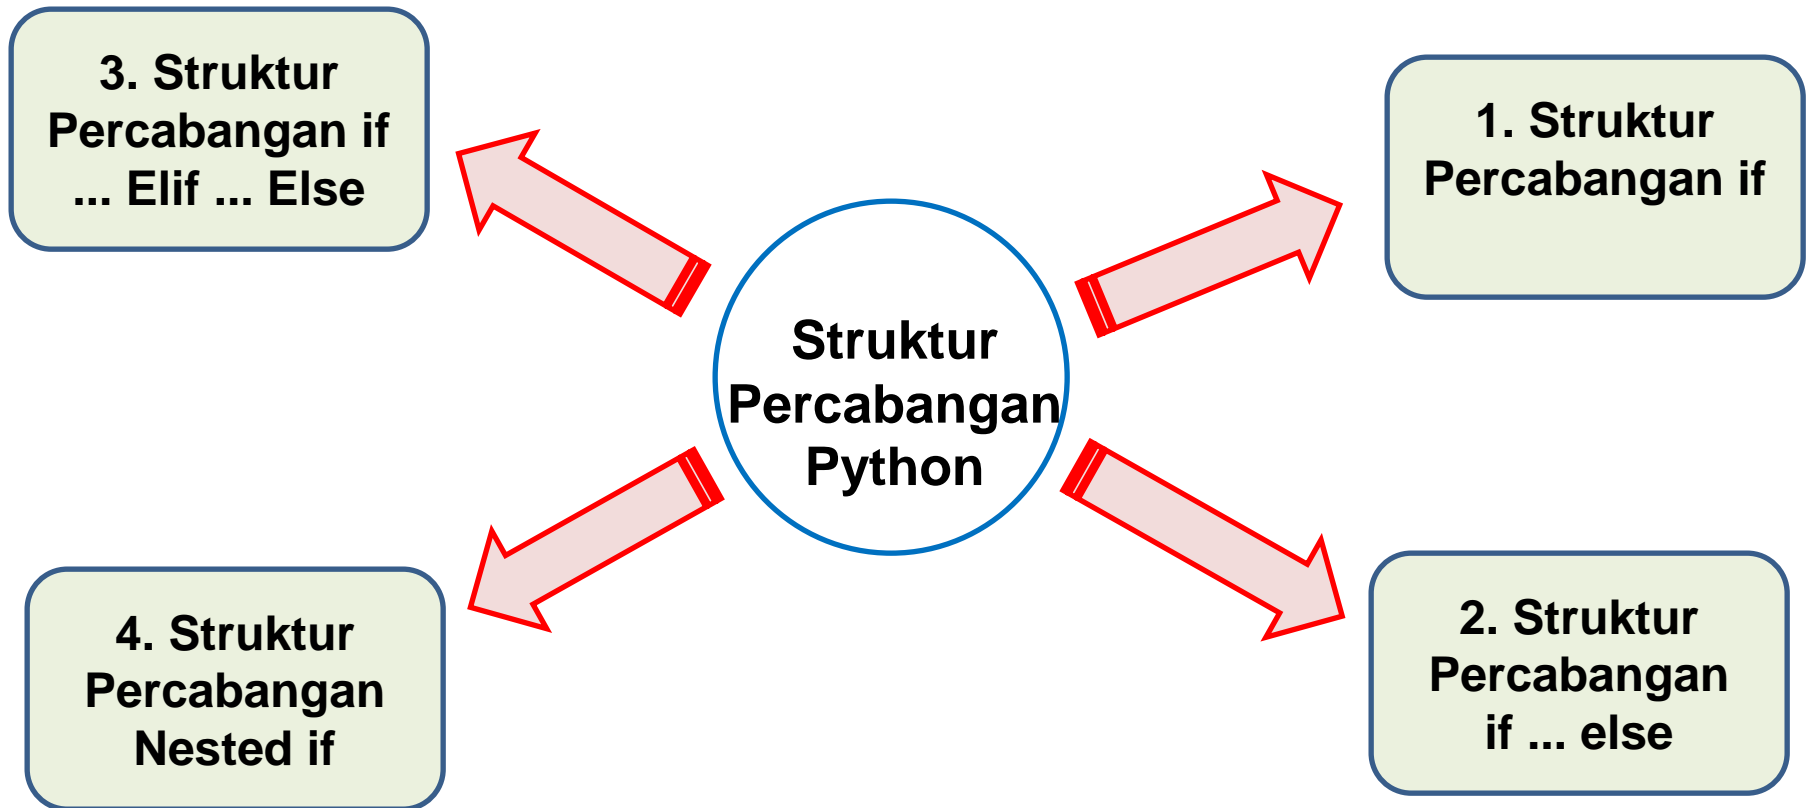 3. Struktur
Percabangan if
... Elif ... Else
1. Struktur
Percabangan if
Struktur
Percabangan
Python
4. Struktur
Percabangan
Nested if
2. Struktur
Percabangan
if ... else